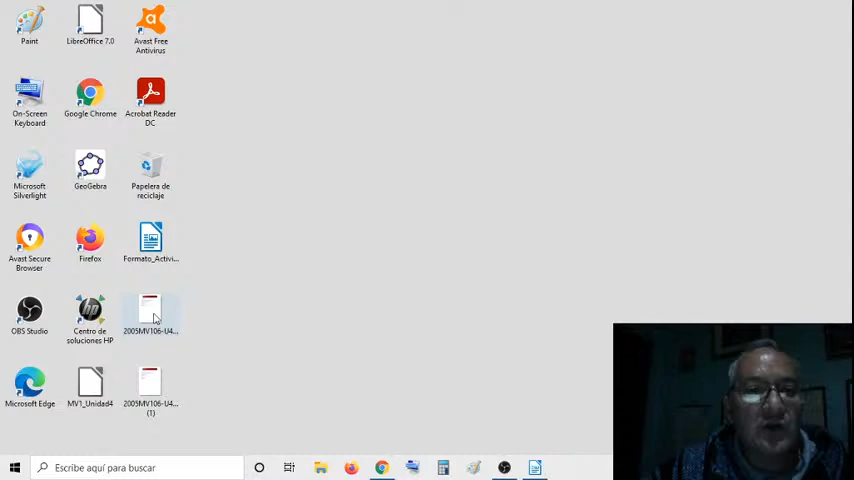 Paint
LibreOffice 7.0
Avast Free
Antivirus
On-Screen
Keyboard
Google Chrome
Acrobat Reader
DC
Microsoft
Silverlight
GeoGebra
Papelera de
reciclaje
Avast Secure
Browser
Firefox
Formato_Activi...
OBS Studio
Centro de
soluciones HP
2005MV106-U4...
Microsoft Edge
MV1_Unidad4
2005MV106-U4...
(1)
Escribe aquí para buscar